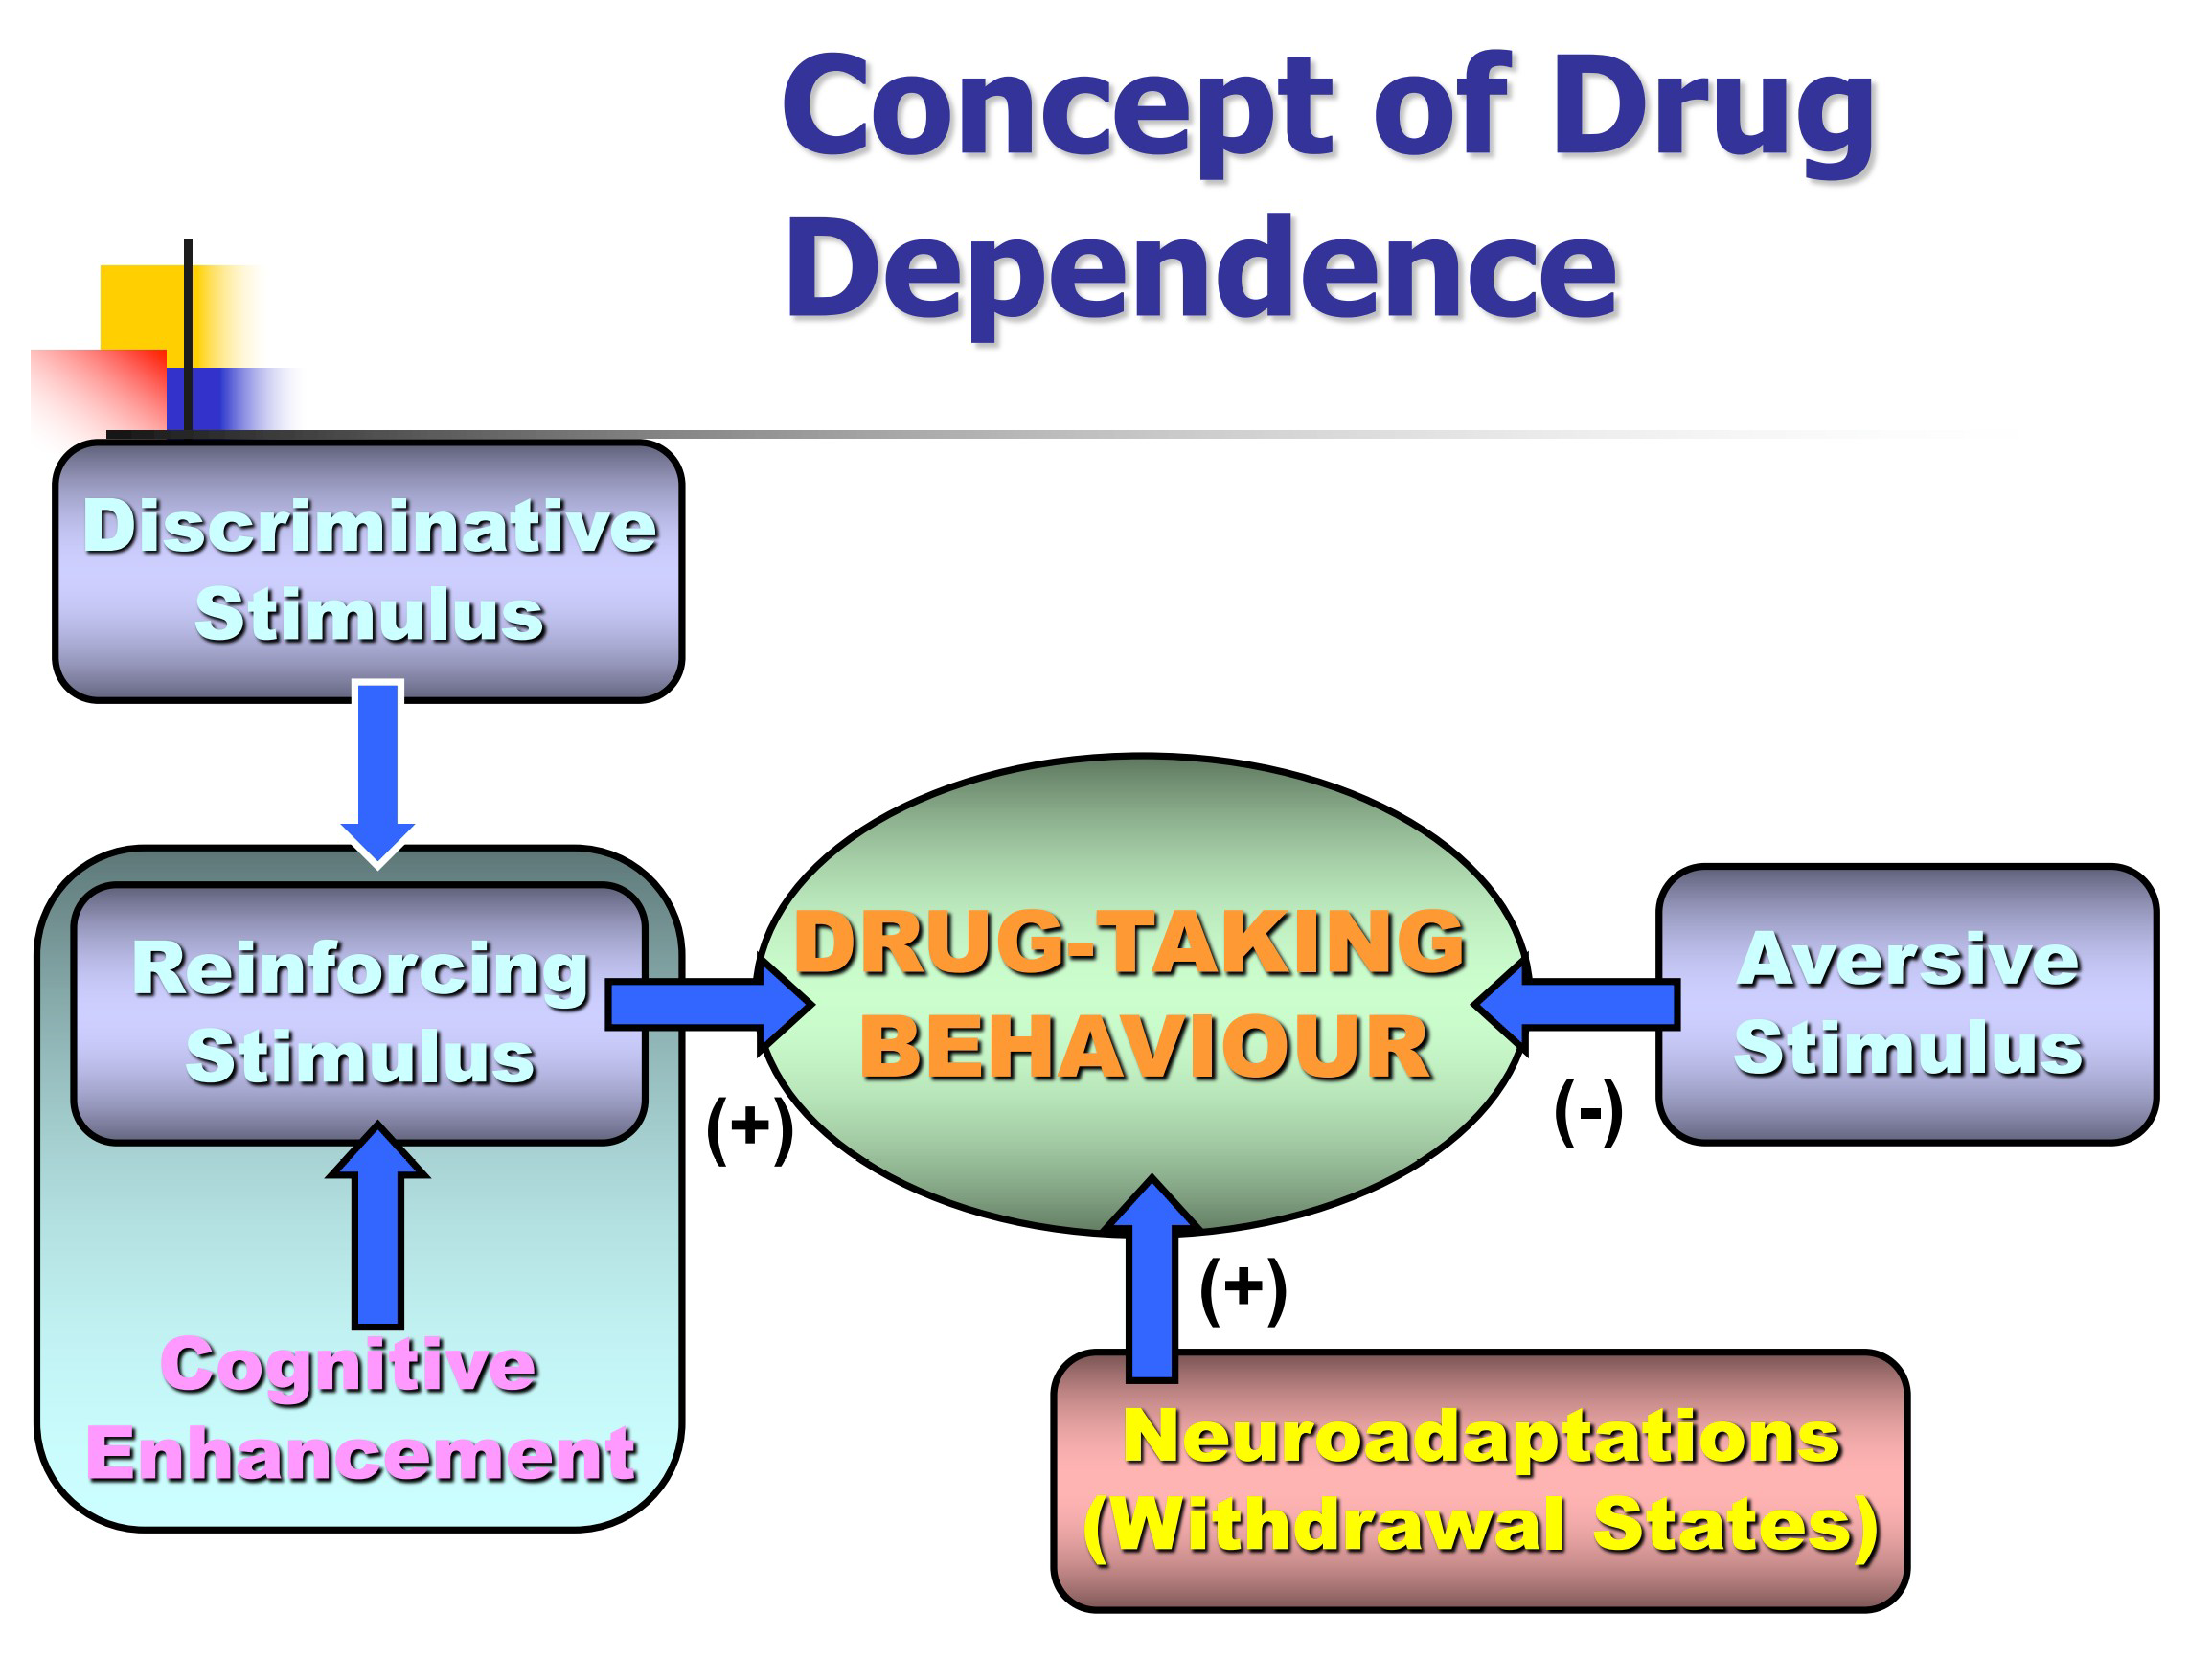 Concept of Drug
Dependence
Discriminative
Stimulus
Reinforcing
Stimulus
(+)
DRUG-TAKING
BEHAVIOUR
(-)
Aversive
Stimulus
(+)
Cognitive
Enhancement
Neuroadaptations
(Withdrawal States)